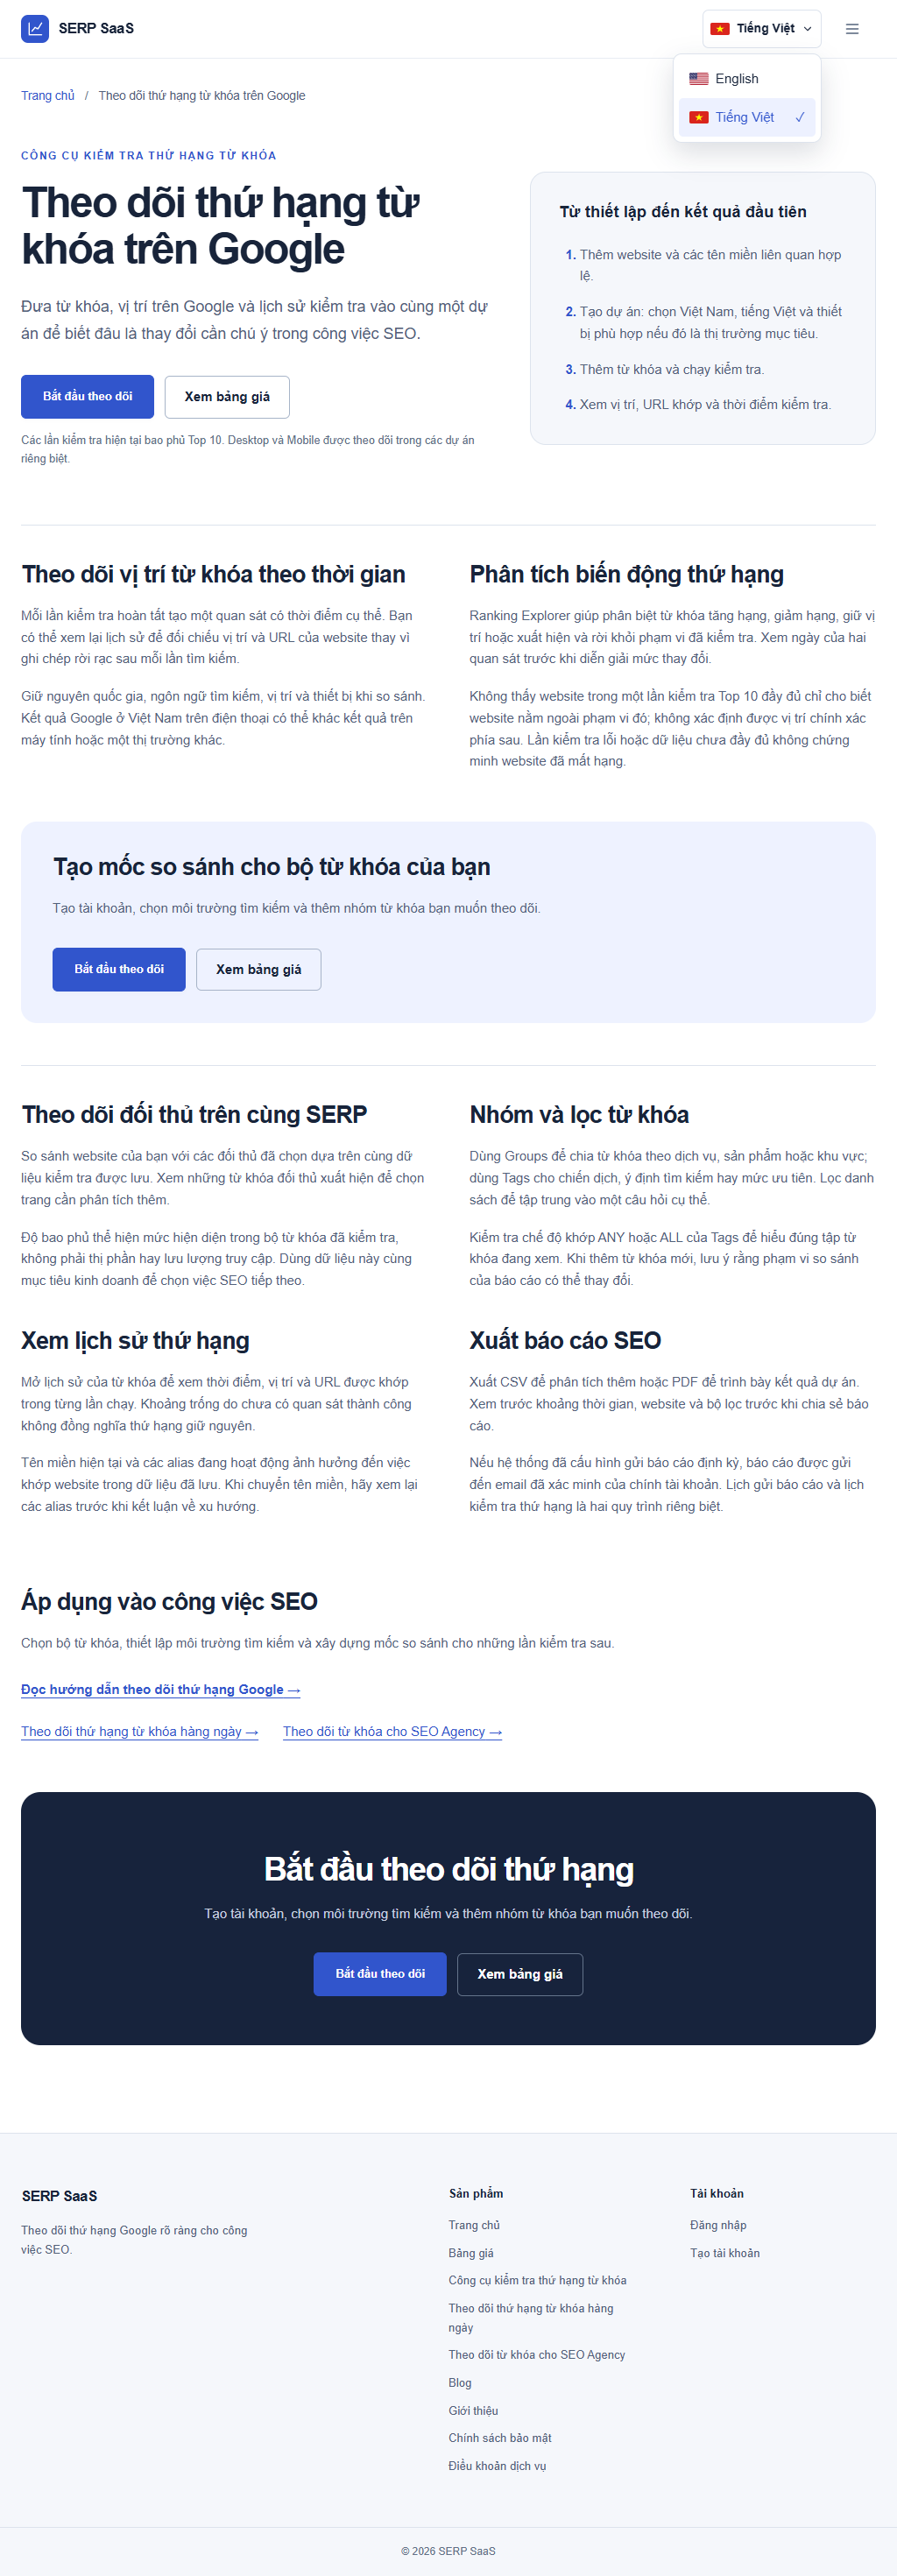 SERP SaaS
Tiếng Việt
English
Tiếng Việt
Trang chủ / Theo dõi thứ hạng từ khóa trên Google
CÔNG CỤ KIỂM TRA THỨ HẠNG TỪ KHÓA
Theo dõi thứ hạng từ
khóa trên Google
Đưa từ khóa, vị trí trên Google và lịch sử kiểm tra vào cùng một dự
án để biết đâu là thay đổi cần chú ý trong công việc SEO.
Bắt đầu theo dõi
Xem bảng giá
Các lần kiểm tra hiện tại bao phủ Top 10. Desktop và Mobile được theo dõi trong các dự án
riêng biệt.
Từ thiết lập đến kết quả đầu tiên
1. Thêm website và các tên miền liên quan hợp
lệ.
2. Tạo dự án: chọn Việt Nam, tiếng Việt và thiết
bị phù hợp nếu đó là thị trường mục tiêu.
3. Thêm từ khóa và chạy kiểm tra.
4. Xem vị trí, URL khớp và thời điểm kiểm tra.
Theo dõi vị trí từ khóa theo thời gian
Mỗi lần kiểm tra hoàn tất tạo một quan sát có thời điểm cụ thể. Bạn
có thể xem lại lịch sử để đối chiếu vị trí và URL của website thay vì
ghi chép rời rạc sau mỗi lần tìm kiếm.
Giữ nguyên quốc gia, ngôn ngữ tìm kiếm, vị trí và thiết bị khi so sánh.
Kết quả Google ở Việt Nam trên điện thoại có thể khác kết quả trên
máy tính hoặc một thị trường khác.
Phân tích biến động thứ hạng
Ranking Explorer giúp phân biệt từ khóa tăng hạng, giảm hạng, giữ vị
trí hoặc xuất hiện và rời khỏi phạm vi đã kiểm tra. Xem ngày của hai
quan sát trước khi diễn giải mức thay đổi.
Không thấy website trong một lần kiểm tra Top 10 đầy đủ chỉ cho biết
website nằm ngoài phạm vi đó; không xác định được vị trí chính xác
phía sau. Lần kiểm tra lỗi hoặc dữ liệu chưa đầy đủ không chứng
minh website đã mất hạng.
Tạo mốc so sánh cho bộ từ khóa của bạn
Tạo tài khoản, chọn môi trường tìm kiếm và thêm nhóm từ khóa bạn muốn theo dõi.
Bắt đầu theo dõi
Xem bảng giá
Theo dõi đối thủ trên cùng SERP
So sánh website của bạn với các đối thủ đã chọn dựa trên cùng dữ
liệu kiểm tra được lưu. Xem những từ khóa đối thủ xuất hiện để chọn
trang cần phân tích thêm.
Độ bao phủ thể hiện mức hiện diện trong bộ từ khóa đã kiểm tra,
không phải thị phần hay lưu lượng truy cập. Dùng dữ liệu này cùng
mục tiêu kinh doanh để chọn việc SEO tiếp theo.
Nhóm và lọc từ khóa
Dùng Groups để chia từ khóa theo dịch vụ, sản phẩm hoặc khu vực;
dùng Tags cho chiến dịch, ý định tìm kiếm hay mức ưu tiên. Lọc danh
sách để tập trung vào một câu hỏi cụ thể.
Kiểm tra chế độ khớp ANY hoặc ALL của Tags để hiểu đúng tập từ
khóa đang xem. Khi thêm từ khóa mới, lưu ý rằng phạm vi so sánh
của báo cáo có thể thay đổi.
Xem lịch sử thứ hạng
Mở lịch sử của từ khóa để xem thời điểm, vị trí và URL được khớp
trong từng lần chạy. Khoảng trống do chưa có quan sát thành công
không đồng nghĩa thứ hạng giữ nguyên.
Tên miền hiện tại và các alias đang hoạt động ảnh hưởng đến việc
khớp website trong dữ liệu đã lưu. Khi chuyển tên miền, hãy xem lại
các alias trước khi kết luận về xu hướng.
Xuất báo cáo SEO
Xuất CSV để phân tích thêm hoặc PDF để trình bày kết quả dự án.
Xem trước khoảng thời gian, website và bộ lọc trước khi chia sẻ báo
cáo.
Nếu hệ thống đã cấu hình gửi báo cáo định kỳ, báo cáo được gửi
đến email đã xác minh của chính tài khoản. Lịch gửi báo cáo và lịch
kiểm tra thứ hạng là hai quy trình riêng biệt.
Áp dụng vào công việc SEO
Chọn bộ từ khóa, thiết lập môi trường tìm kiếm và xây dựng mốc so sánh cho những lần kiểm tra sau.
Đọc hướng dẫn theo dõi thứ hạng Google →
Theo dõi thứ hạng từ khóa hàng ngày →
Theo dõi từ khóa cho SEO Agency →
Bắt đầu theo dõi thứ hạng
Tạo tài khoản, chọn môi trường tìm kiếm và thêm nhóm từ khóa bạn muốn theo dõi.
Bắt đầu theo dõi
Xem bảng giá
SERP SaaS
Theo dõi thứ hạng Google rõ ràng cho công
việc SEO.
Sản phẩm
Trang chủ
Bảng giá
Công cụ kiểm tra thứ hạng từ khóa
Theo dõi thứ hạng từ khóa hàng
ngày
Theo dõi từ khóa cho SEO Agency
Blog
Giới thiệu
Chính sách bảo mật
Điều khoản dịch vụ
Tài khoản
Đăng nhập
Tạo tài khoản
© 2026 SERP SaaS